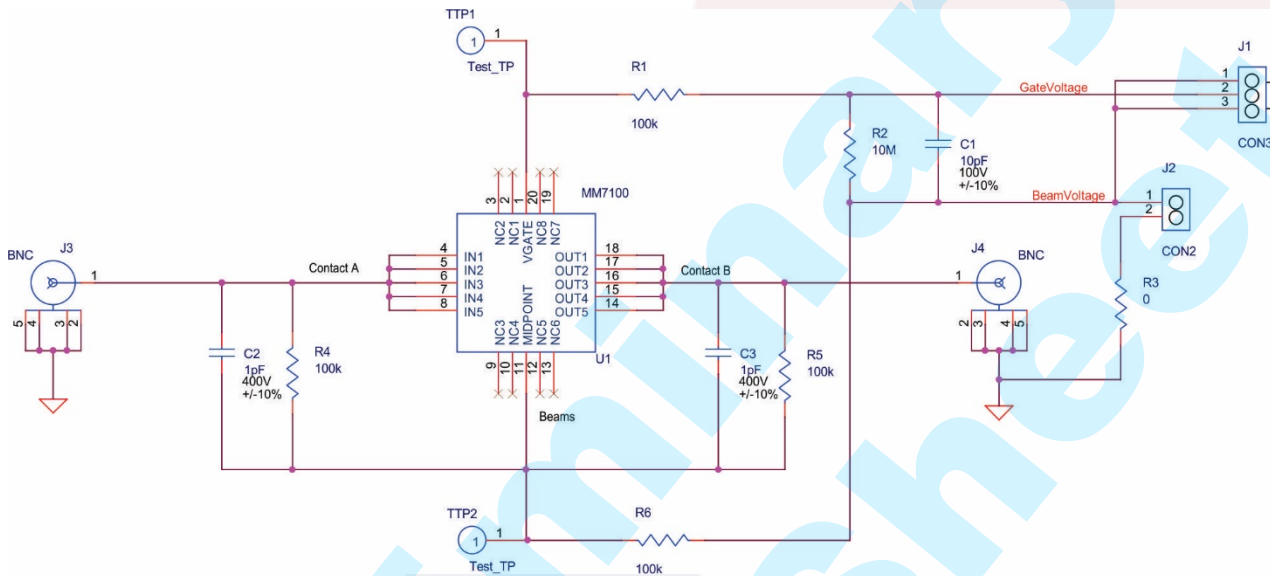 TTP1
1
1
Test_TP
R1
100k
GateVoltage
J1
1
2
3
CON3
R2
10M
C1
10pF
100V
+/-10%
MM7100
3
2
1
20
19
NC2
NC1
VGATE
NC8
NC7
BeamVoltage
J2
1
2
CON2
BNC
J3
1
5
4
3
2
Contact A
4
5
6
7
8
IN1
IN2
IN3
IN4
IN5
OUT1
OUT2
OUT3
OUT4
OUT5
18
17
16
15
14
Contact B
J4
BNC
1
2
3
4
5
R3
0
NC3
NC4
MIDPOINT
NC5
NC6
U1
9
10
11
12
13
C2
1pF
400V
+/-10%
R4
100k
C3
1pF
400V
+/-10%
R5
100k
Beams
TTP2
1
1
Test_TP
R6
100k